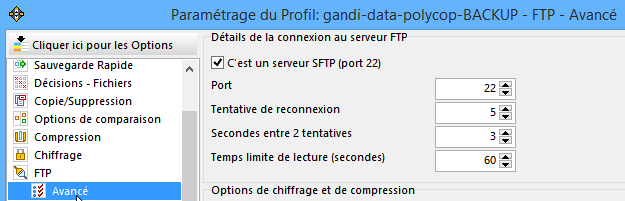 Paramétrage du Profil: gandi-data-polycop-BACKUP - FTP - Avancé
Cliquer ici pour les Options
Sauvegarde Rapide
Décisions - Fichiers
Copie/Suppression
Options de comparaison
Compression
Chiffrage
FTP
Avancé
Détails de la connexion au serveur FTP
C'est un serveur SFTP (port 22)
Port 22
Tentative de reconnexion 5
Secondes entre 2 tentatives 3
Temps limite de lecture (secondes) 60
Options de chiffrage et de compression